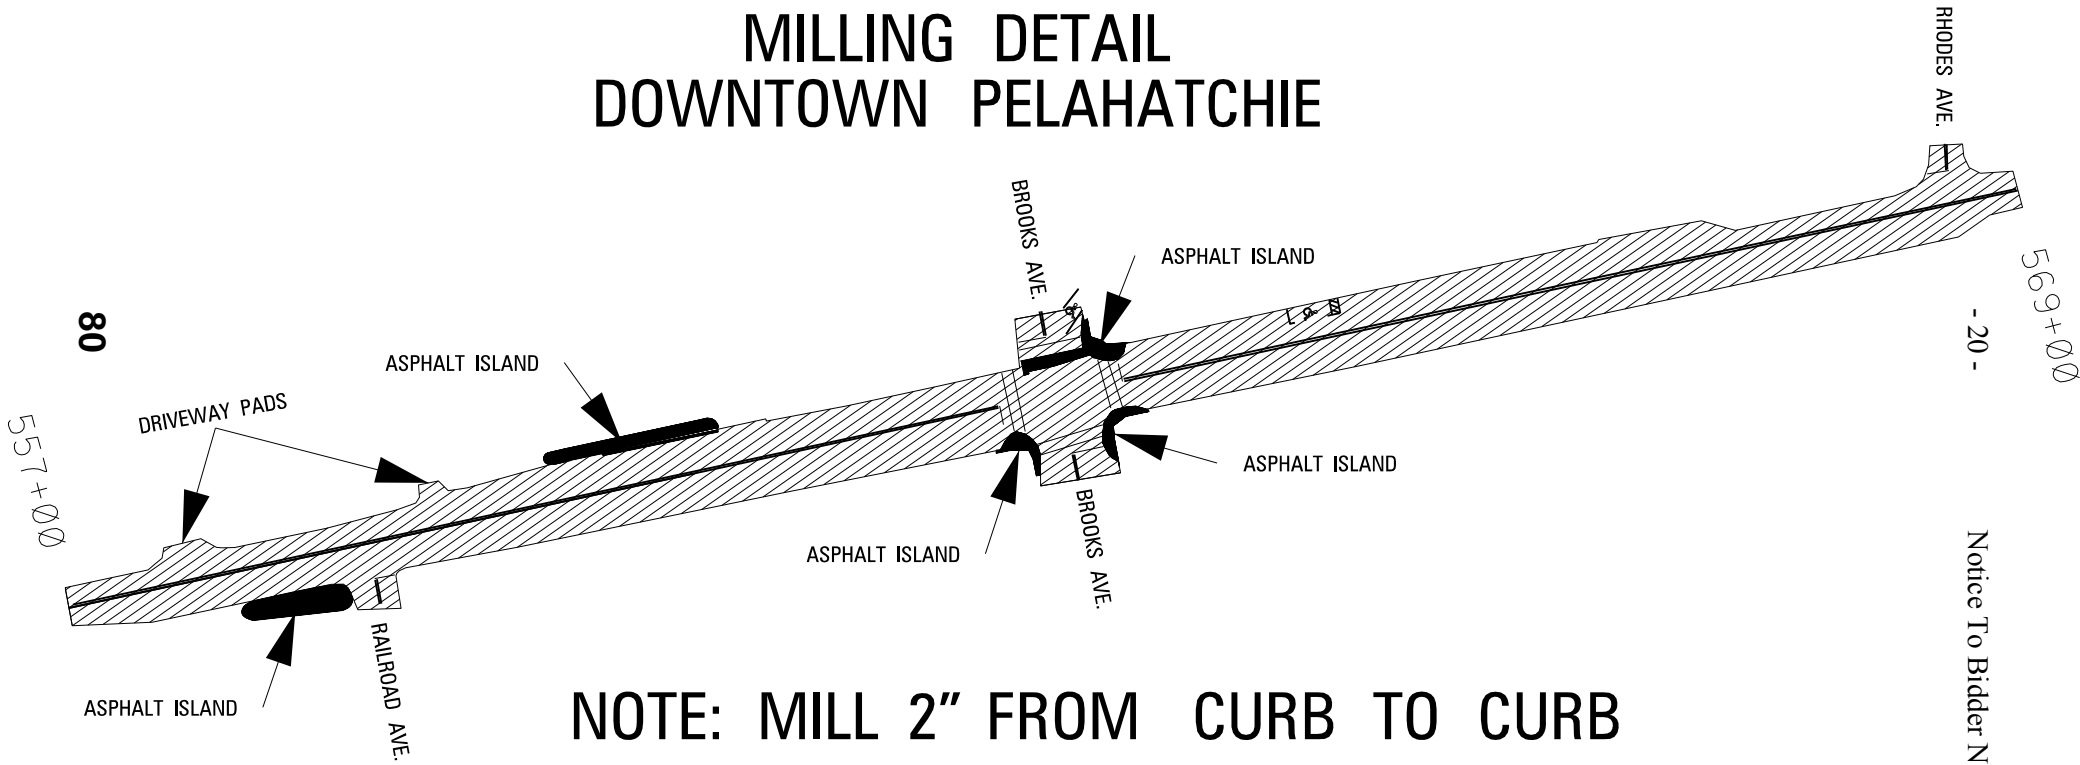 MILLING DETAIL
DOWNTOWN PELAHATCHIE
RHODES AVE.
BROOKS AVE.
ASPHALT ISLAND
569+00
- 20 -
80
ASPHALT ISLAND
DRIVEWAY PADS
557+00
ASPHALT ISLAND
ASPHALT ISLAND
BROOKS AVE.
Notice To Bidder N
ASPHALT ISLAND
RAILROAD AVE.
NOTE: MILL 2" FROM CURB TO CURB